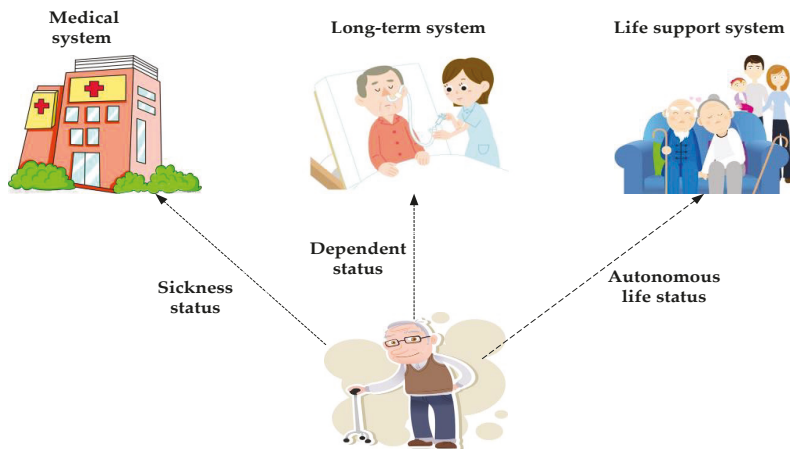 Medical
system
Long-term system
Life support system
Dependent
status
Sickness
status
Autonomous
life status